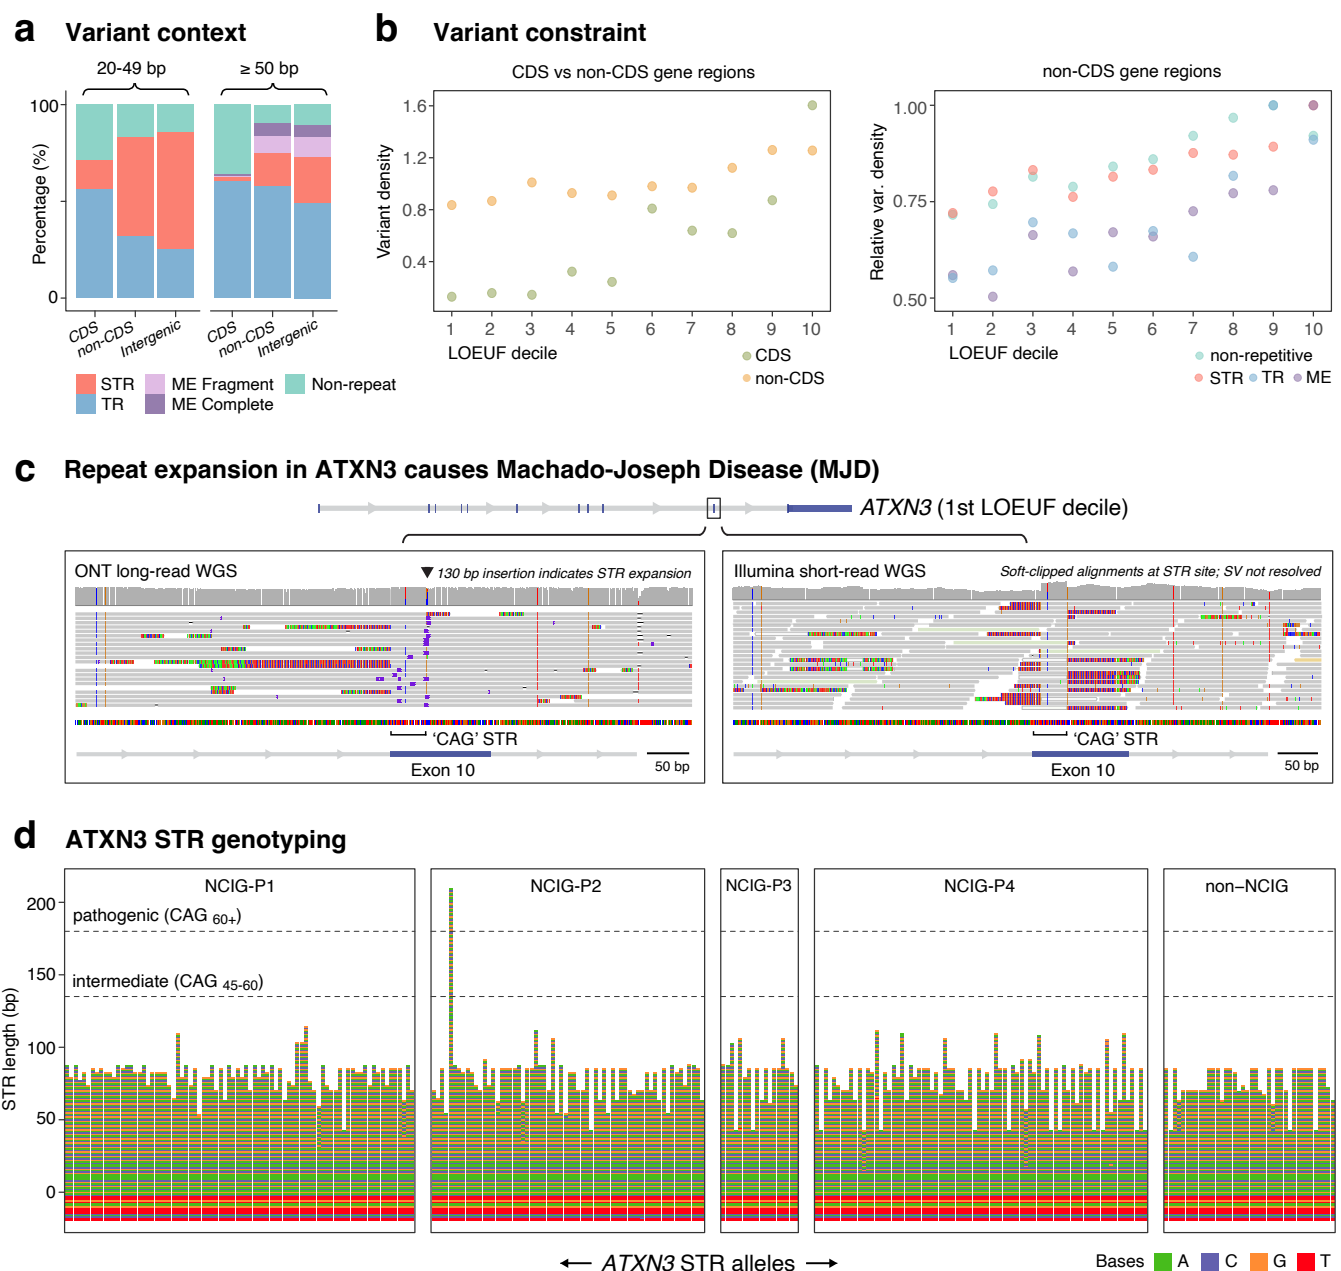 a Variant context
20-49 bp
≥ 50 bp
Percentage (%)
100
0
CDS
non-CDS
Intergenic
CDS
non-CDS
Intergenic
STR
ME Fragment
Non-repeat
TR
ME Complete
b Variant constraint
CDS vs non-CDS gene regions
Variant density
1.6
1.2
0.8
0.4
1 2 3 4 5 6 7 8 9 10
LOEUF decile
CDS
non-CDS
non-CDS gene regions
Relative var. density
1.00
0.75
0.50
1 2 3 4 5 6 7 8 9 10
LOEUF decile
non-repetitive
STR TR ME
c Repeat expansion in ATXN3 causes Machado-Joseph Disease (MJD)
ATXN3 (1st LOEUF decile)
ONT long-read WGS
130 bp insertion indicates STR expansion
'CAG' STR
Exon 10
50 bp
Illumina short-read WGS
Soft-clipped alignments at STR site; SV not resolved
'CAG' STR
Exon 10
50 bp
d ATXN3 STR genotyping
NCIG-P1
NCIG-P2
NCIG-P3
NCIG-P4
non–NCIG
STR length (bp)
200
150
100
50
0
pathogenic (CAG 60+)
intermediate (CAG 45-60)
ATXN3 STR alleles
Bases A C G T